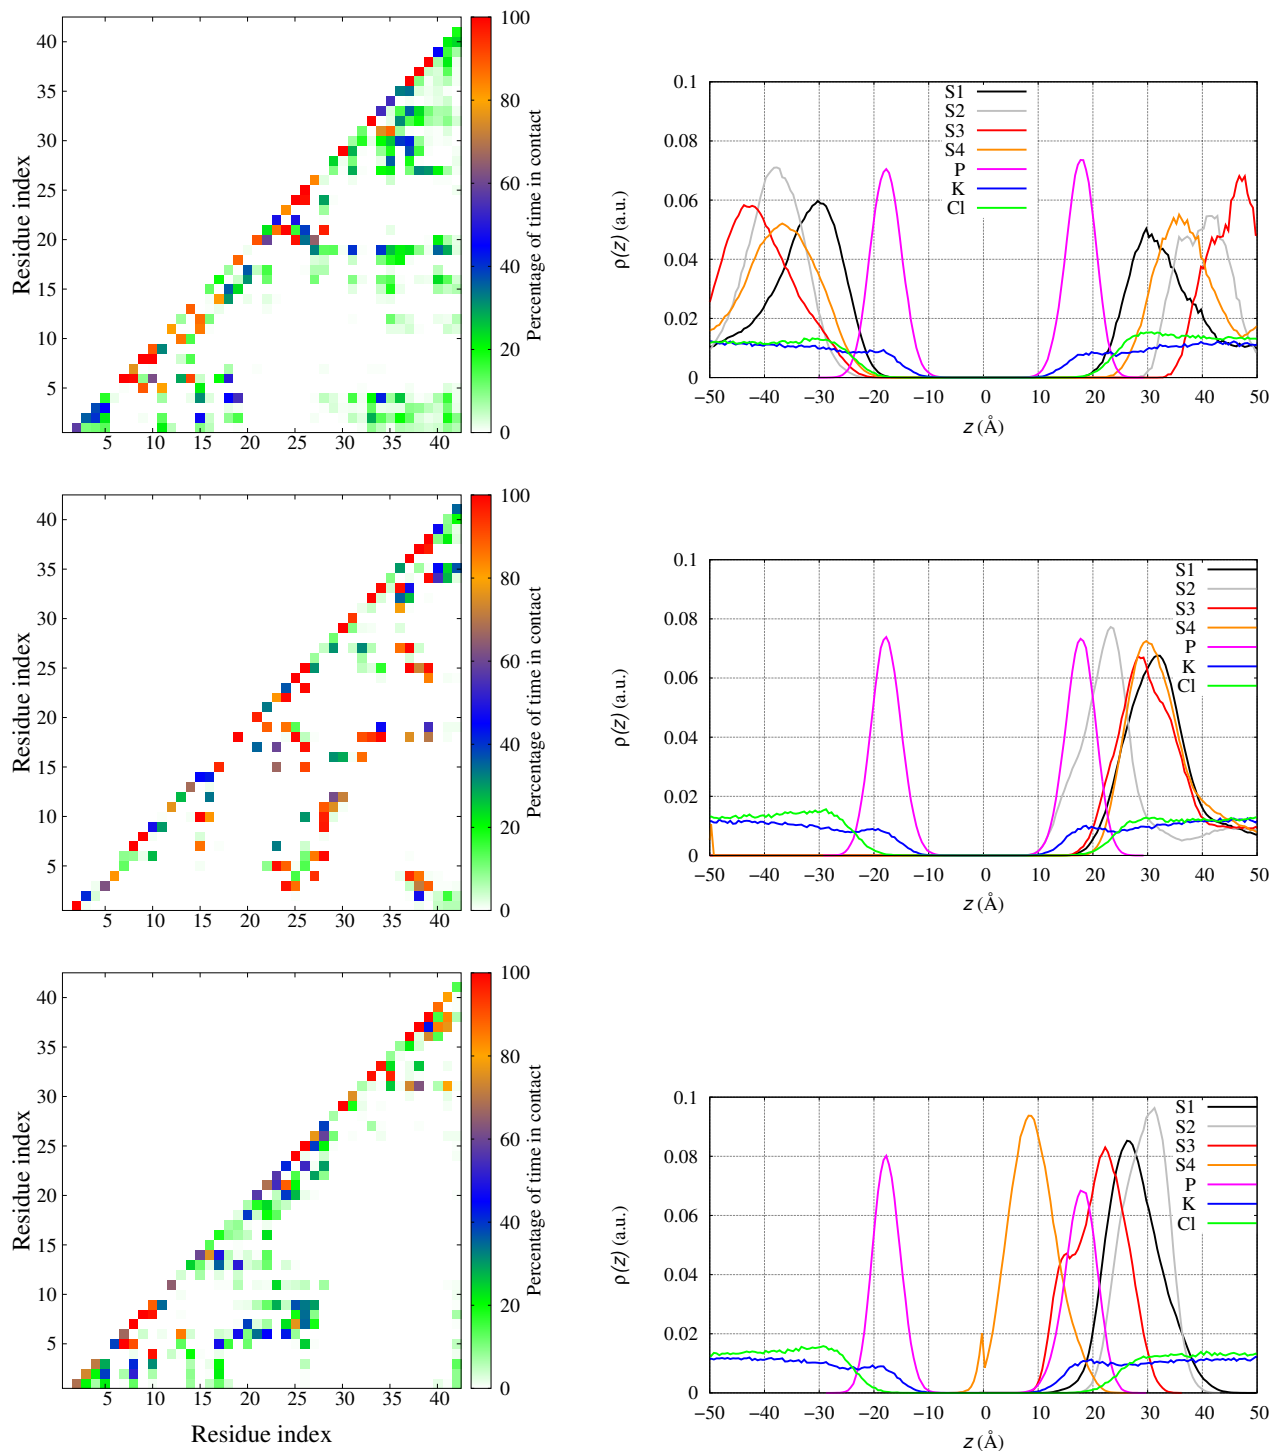 100
80
60
40
20
0
Percentage of time in contact
40
35
30
25
20
15
10
5
Residue index
5 10 15 20 25 30 35 40
0.1
0.08
0.06
0.04
0.02
0
ρ(z) (a.u.)
S1
S2
S3
S4
P
K
Cl
−50 −40 −30 −20 −10 0 10 20 30 40 50
z (Å)
100
80
60
40
20
0
Percentage of time in contact
40
35
30
25
20
15
10
5
Residue index
5 10 15 20 25 30 35 40
0.1
0.08
0.06
0.04
0.02
0
ρ(z) (a.u.)
S1
S2
S3
S4
P
K
Cl
−50 −40 −30 −20 −10 0 10 20 30 40 50
z (Å)
100
80
60
40
20
0
Percentage of time in contact
40
35
30
25
20
15
10
5
Residue index
5 10 15 20 25 30 35 40
Residue index
0.1
0.08
0.06
0.04
0.02
0
ρ(z) (a.u.)
S1
S2
S3
S4
P
K
Cl
−50 −40 −30 −20 −10 0 10 20 30 40 50
z (Å)